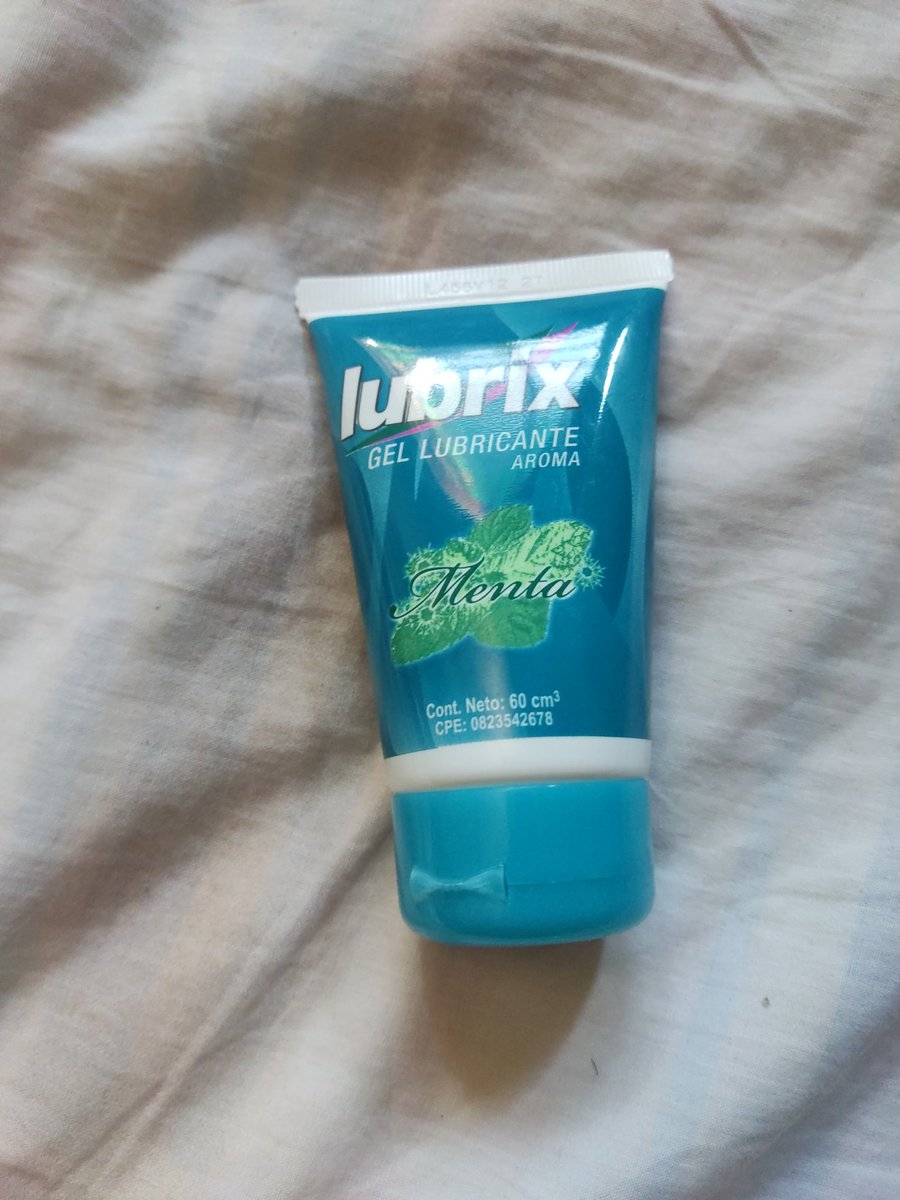 lubrix
GEL LUBRICANTE
AROMA
Menta
Cont. Neto: 60 cm³
CPE: 0823542678